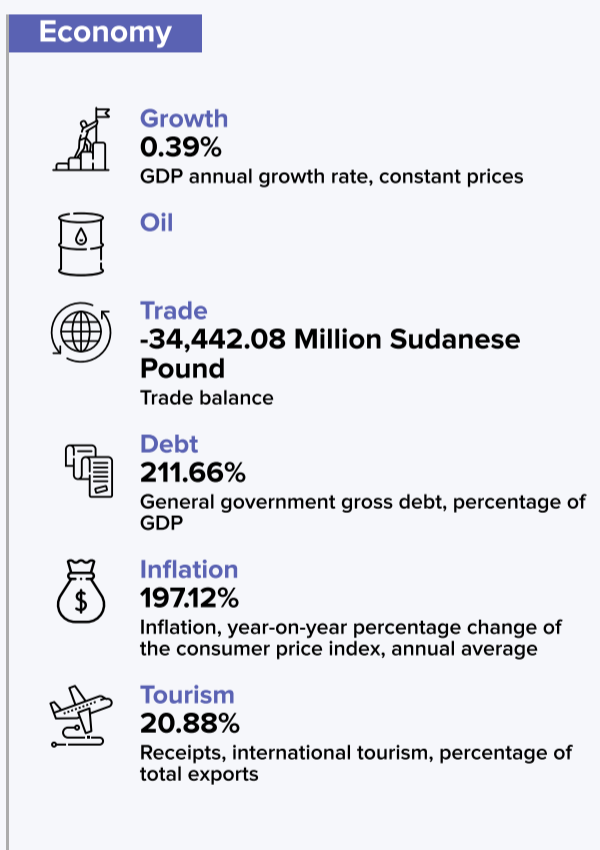 Economy
Growth
0.39%
GDP annual growth rate, constant prices
Oil
Trade
-34,442.08 Million Sudanese
Pound
Trade balance
Debt
211.66%
General government gross debt, percentage of
GDP
$
Inflation
197.12%
Inflation, year-on-year percentage change of
the consumer price index, annual average
Tourism
20.88%
Receipts, international tourism, percentage of
total exports